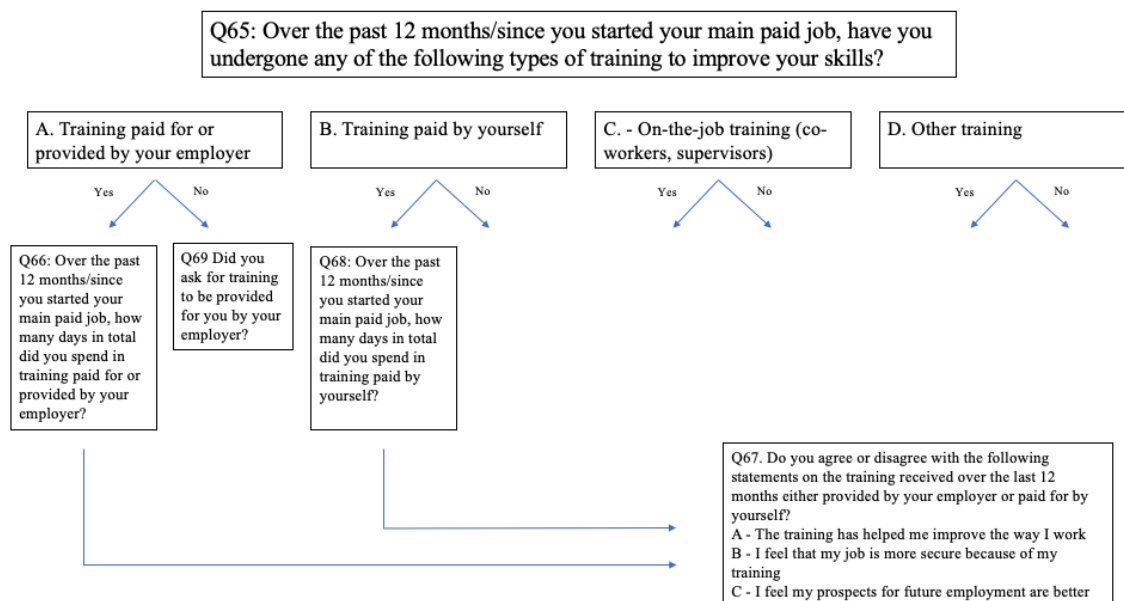 Q65: Over the past 12 months/since you started your main paid job, have you
undergone any of the following types of training to improve your skills?
A. Training paid for or
provided by your employer
B. Training paid by yourself
C. - On-the-job training (co-
workers, supervisors)
D. Other training
Yes
No
Yes
No
Yes
No
Yes
No
Q66: Over the past
12 months/since
you started your
main paid job, how
many days in total
did you spend in
training paid for or
provided by your
employer?
Q69 Did you
ask for training
to be provided
for you by your
employer?
Q68: Over the past
12 months/since
you started your
main paid job, how
many days in total
did you spend in
training paid by
yourself?
Q67. Do you agree or disagree with the following
statements on the training received over the last 12
months either provided by your employer or paid for by
yourself?
A - The training has helped me improve the way I work
B - I feel that my job is more secure because of my
training
C - I feel my prospects for future employment are better